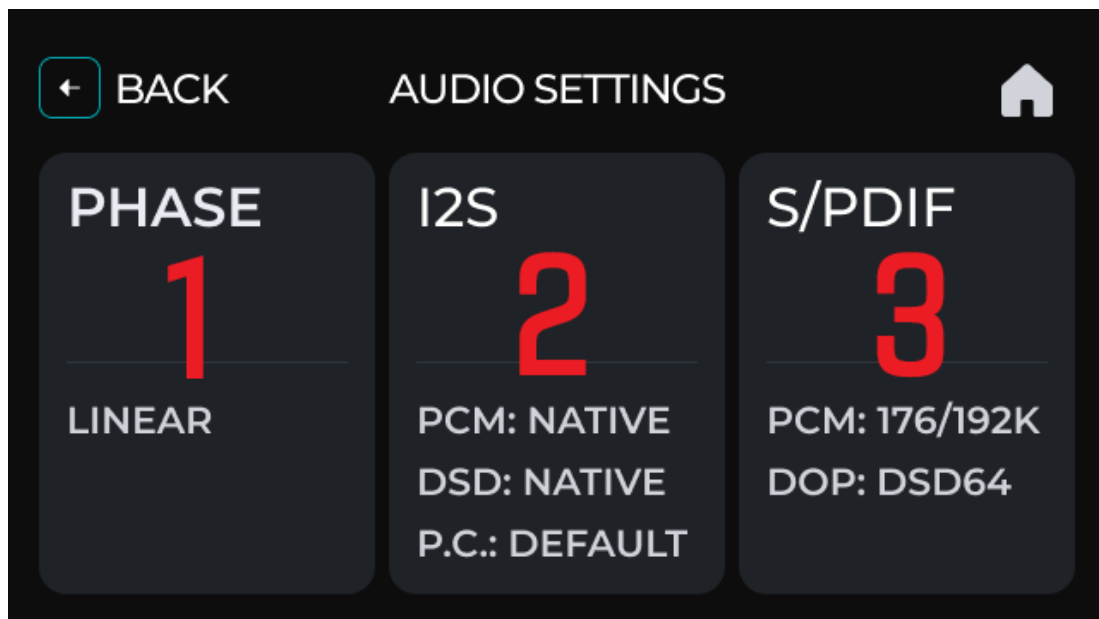 BACK
AUDIO SETTINGS
PHASE
1
LINEAR
I2S
2
PCM: NATIVE
DSD: NATIVE
P.C.: DEFAULT
S/PDIF
3
PCM: 176/192K
DOP: DSD64